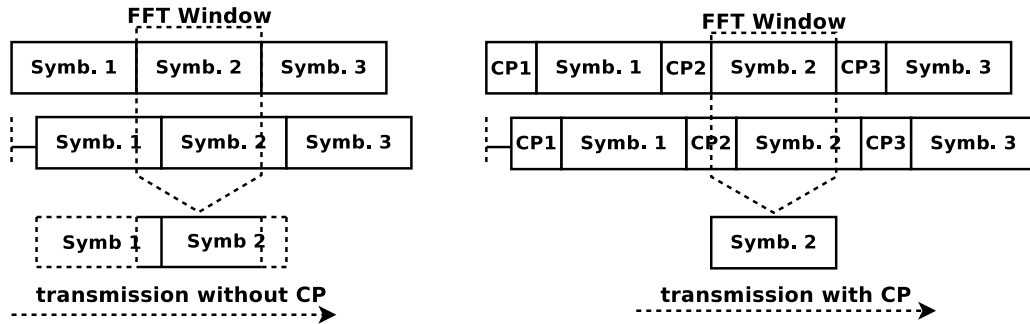 FFT Window
Symb. 1 Symb. 2 Symb. 3
Symb. 1 Symb. 2 Symb. 3
Symb 1 Symb 2
transmission without CP
FFT Window
CP1 Symb. 1 CP2 Symb. 2 CP3 Symb. 3
CP1 Symb. 1 CP2 Symb. 2 CP3 Symb. 3
Symb. 2
transmission with CP